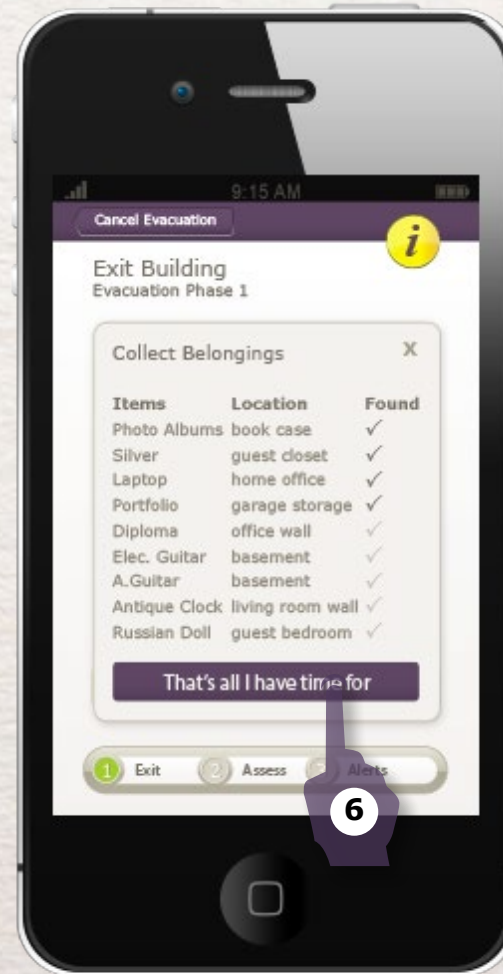 9:15 AM
Cancel Evacuation
i
Exit Building
Evacuation Phase 1
Collect Belongings X
Items Location Found
Photo Albums book case ✓
Silver guest closet ✓
Laptop home office ✓
Portfolio garage storage ✓
Diploma office wall ✓
Elec. Guitar basement ✓
A.Guitar basement ✓
Antique Clock living room wall ✓
Russian Doll guest bedroom ✓
That's all I have time for
1 Exit 2 Assess 3 Alerts
6